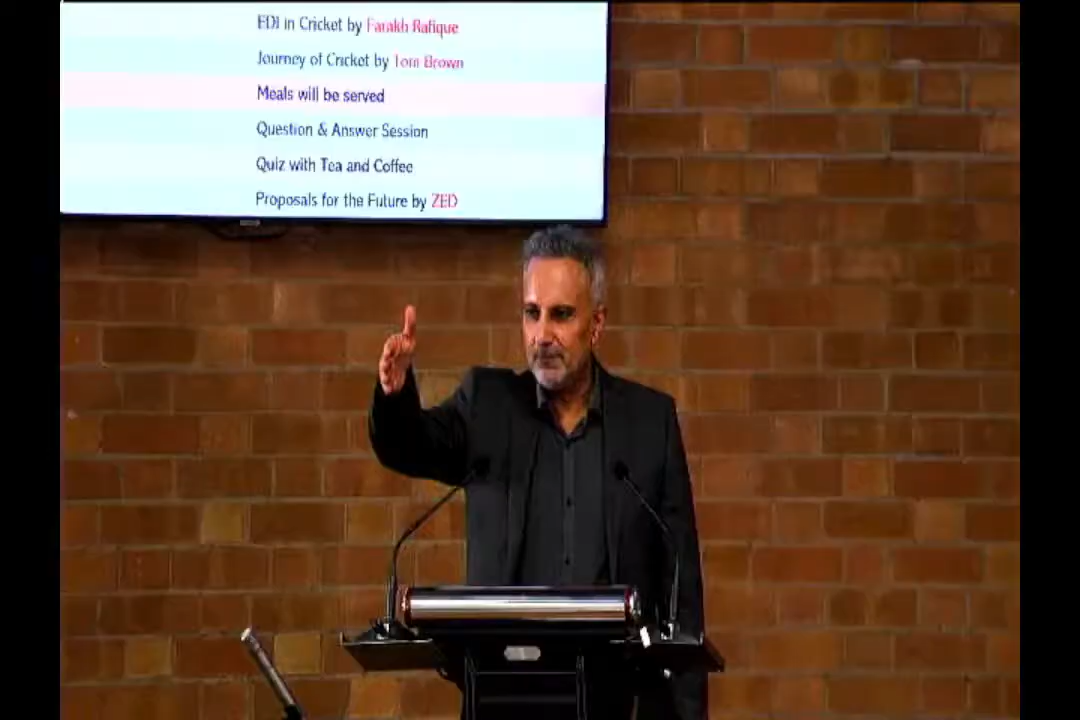 EDI in Cricket by Farakh Rafique
Journey of Cricket by Tom Brown
Meals will be served
Question & Answer Session
Quiz with Tea and Coffee
Proposals for the Future by ZED